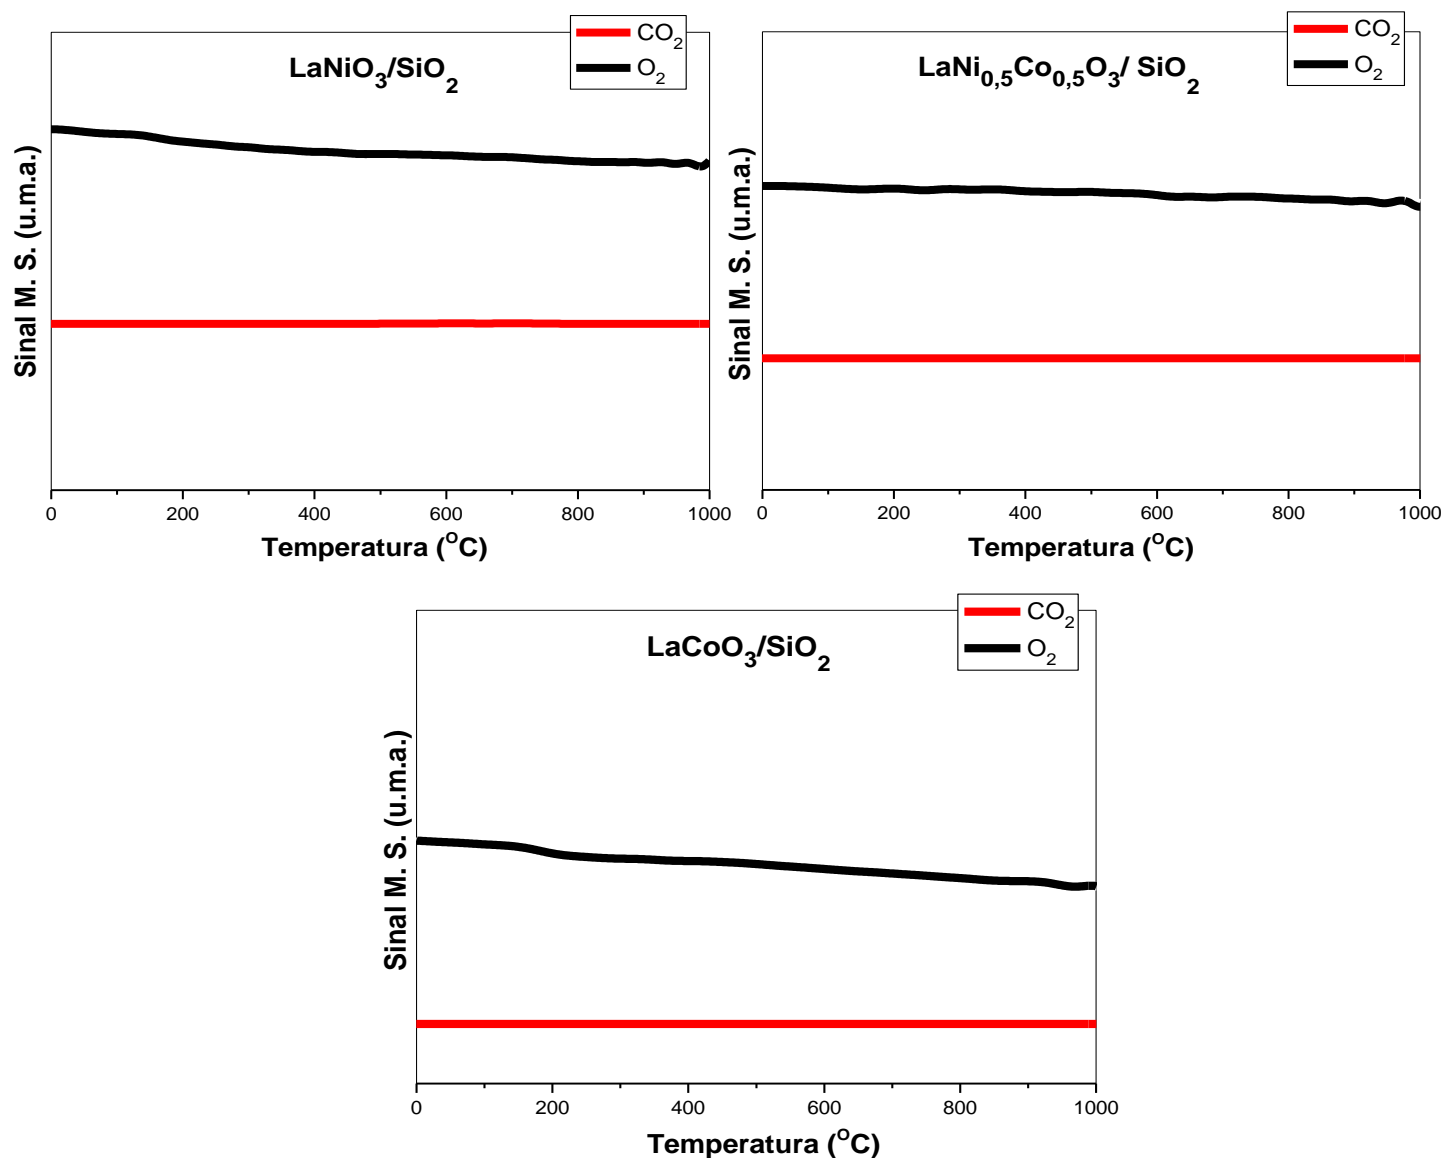 LaNiO3/SiO2
CO2
O2
Sinal M. S. (u.m.a.)
0 200 400 600 800 1000
Temperatura (OC)
LaNi0,5Co0,5O3/ SiO2
CO2
O2
Sinal M. S. (u.m.a.)
0 200 400 600 800 1000
Temperatura (OC)
LaCoO3/SiO2
CO2
O2
Sinal M. S. (u.m.a.)
0 200 400 600 800 1000
Temperatura (OC)